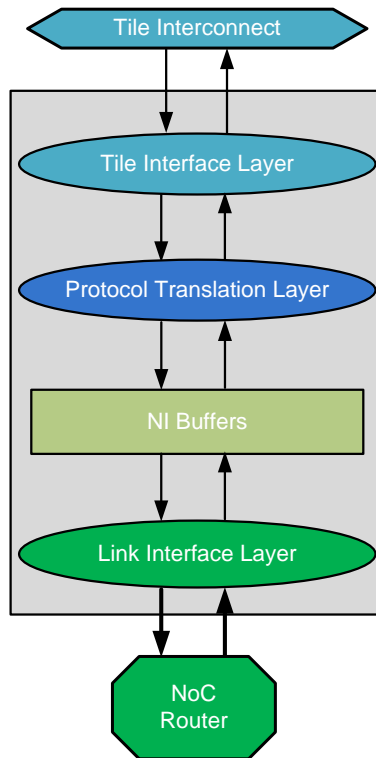 Tile Interconnect
Tile Interface Layer
Protocol Translation Layer
NI Buffers
Link Interface Layer
NoC
Router